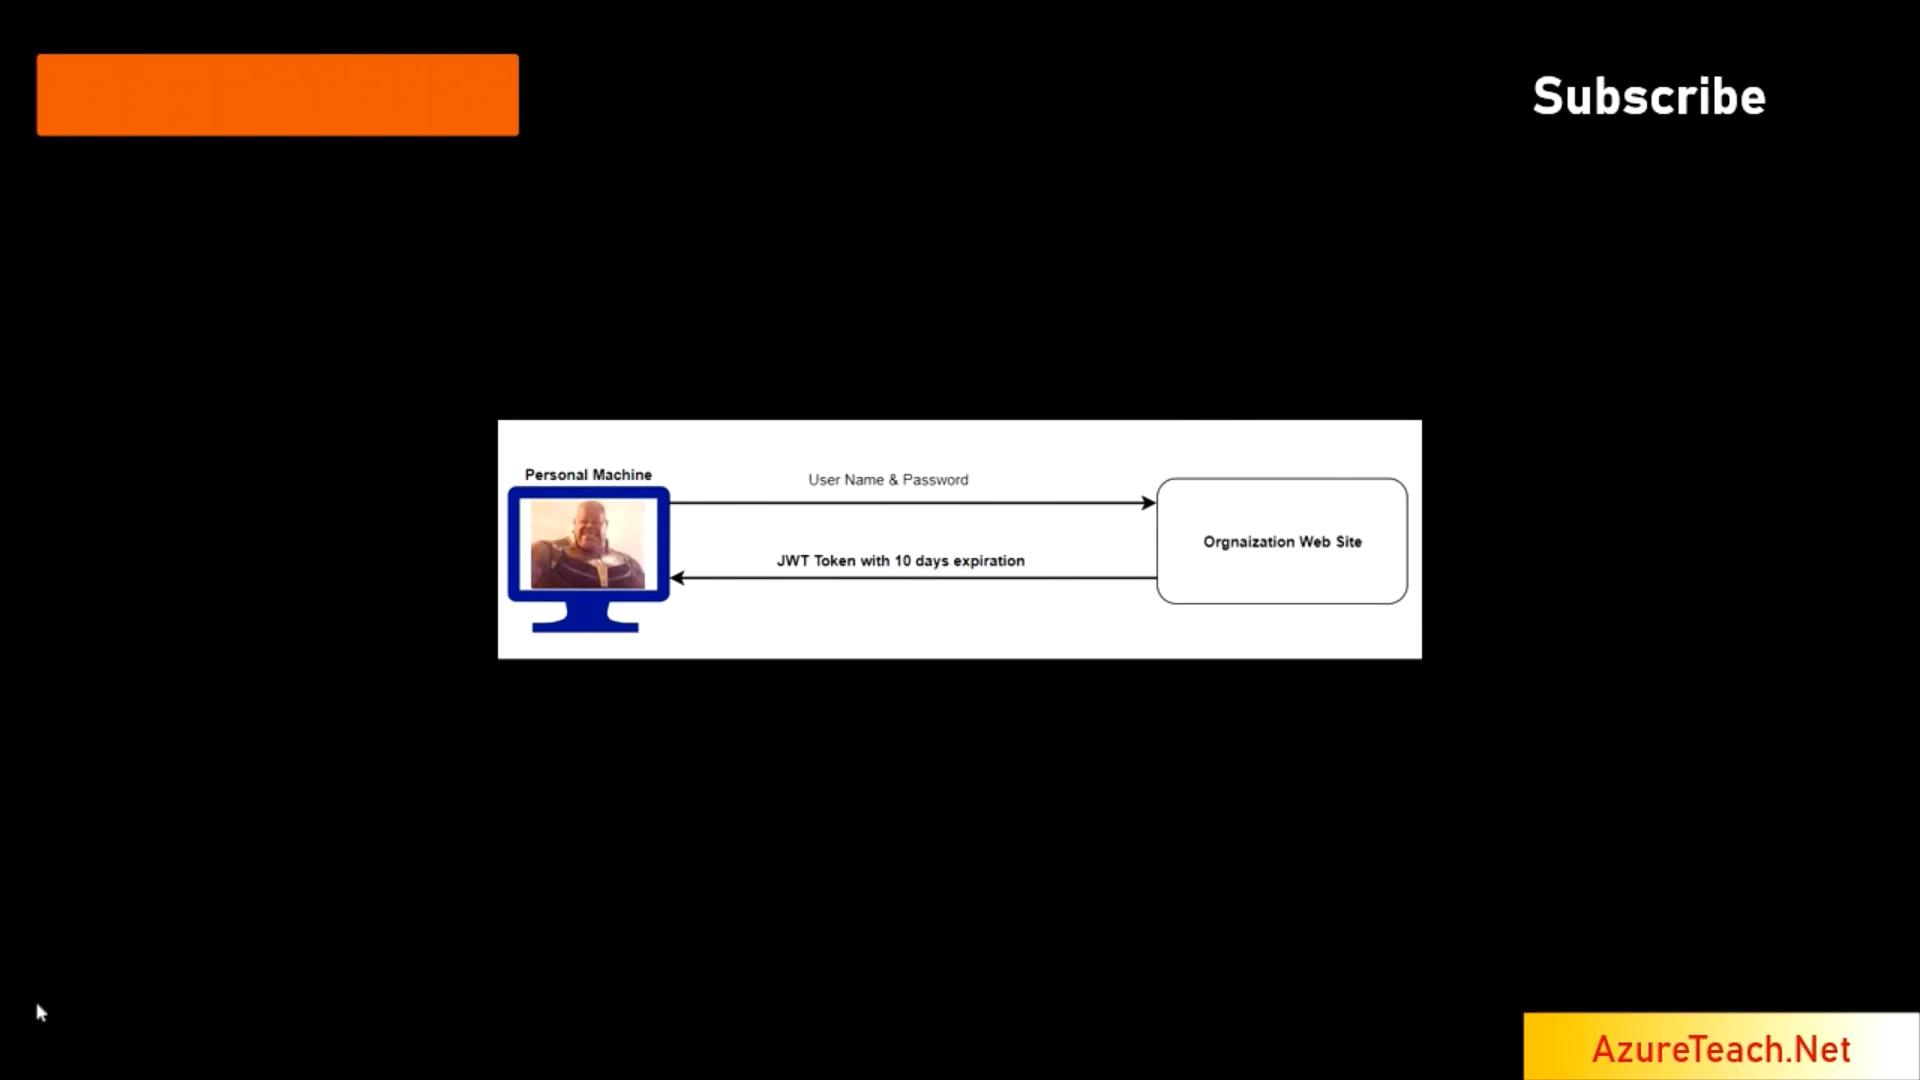 Subscribe
Personal Machine
User Name & Password
JWT Token with 10 days expiration
Orgnaization Web Site
AzureTeach.Net